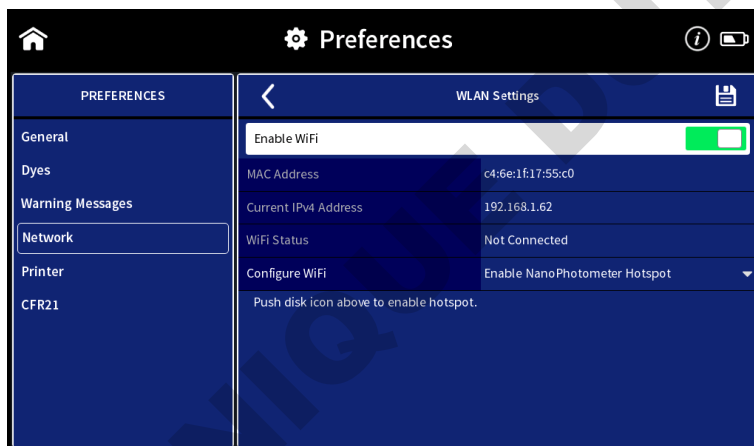 Preferences
PREFERENCES
WLAN Settings
General
Enable WiFi
Dyes
MAC Address c4:6e:1f:17:55:c0
Warning Messages
Current IPv4 Address 192.168.1.62
Network
WiFi Status Not Connected
Printer
Configure WiFi Enable NanoPhotometer Hotspot
CFR21
Push disk icon above to enable hotspot.